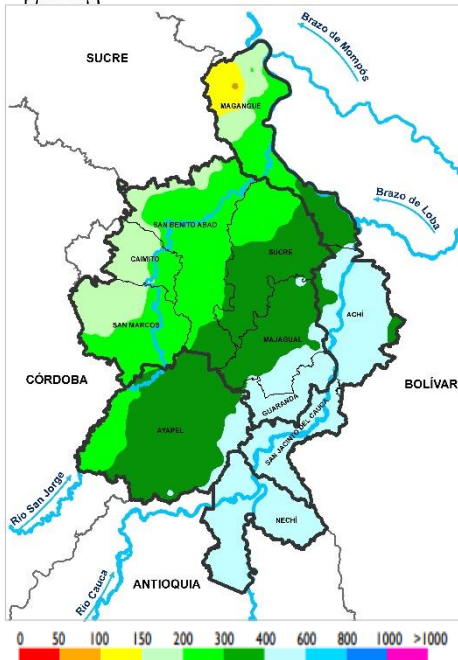 SUCRE
Brazo de Mompós
MAGANGUE
Brazo de Loba
SAN BENITO ABAD
SUCRE
CAIMITO
ACHÍ
SAN MARCOS
MAJAGUAL
CÓRDOBA
BOLÍVAR
GUARANDA
AYAPEL
SAN JACINTO DEL CAUCA
Río San Jorge
NECHÍ
ANTIOQUIA
Río Cauca
0 50 100 150 200 300 400 600 800 1000 >1000